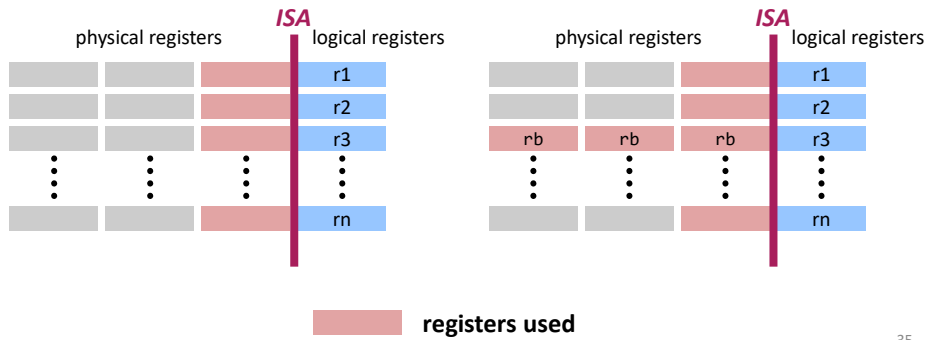 ISA
physical registers logical registers
r1
r2
r3
rn
ISA
physical registers logical registers
r1
r2
rb rb rb r3
rn
registers used
35